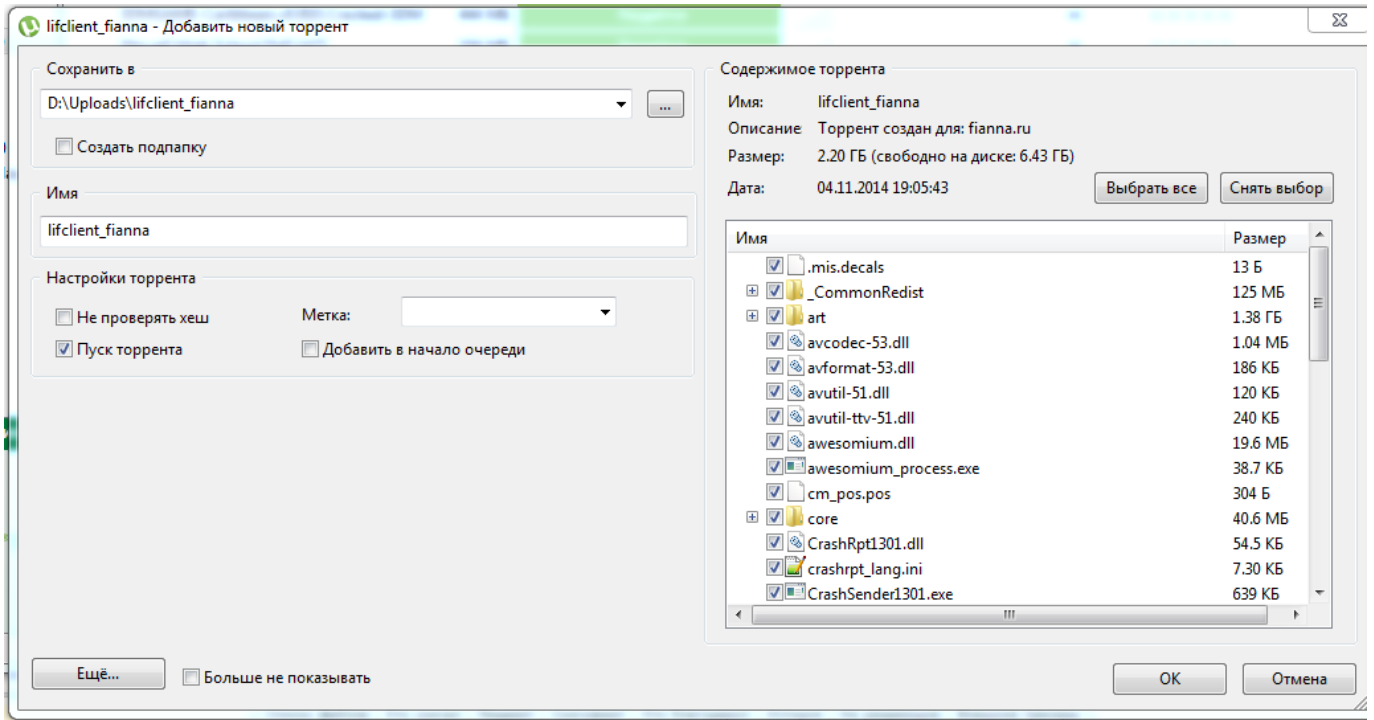 lifclient_fianna - Добавить новый торрент
Сохранить в
D:\Uploads\lifclient_fianna
...
Создать подпапку
Имя
lifclient_fianna
Настройки торрента
Не проверять хеш
Метка:
Пуск торрента
Добавить в начало очереди
Ещё...
Больше не показывать
Содержимое торрента
Имя: lifclient_fianna
Описание Торрент создан для: fianna.ru
Размер: 2.20 ГБ (свободно на диске: 6.43 ГБ)
Дата: 04.11.2014 19:05:43
Выбрать все
Снять выбор
Имя Размер
.mis.decals 13 Б
_CommonRedist 125 МБ
art 1.38 ГБ
avcodec-53.dll 1.04 МБ
avformat-53.dll 186 КБ
avutil-51.dll 120 КБ
avutil-ttv-51.dll 240 КБ
awesomium.dll 19.6 МБ
awesomium_process.exe 38.7 КБ
cm_pos.pos 304 Б
core 40.6 МБ
CrashRpt1301.dll 54.5 КБ
crashrpt_lang.ini 7.30 КБ
CrashSender1301.exe 639 КБ
OK
Отмена